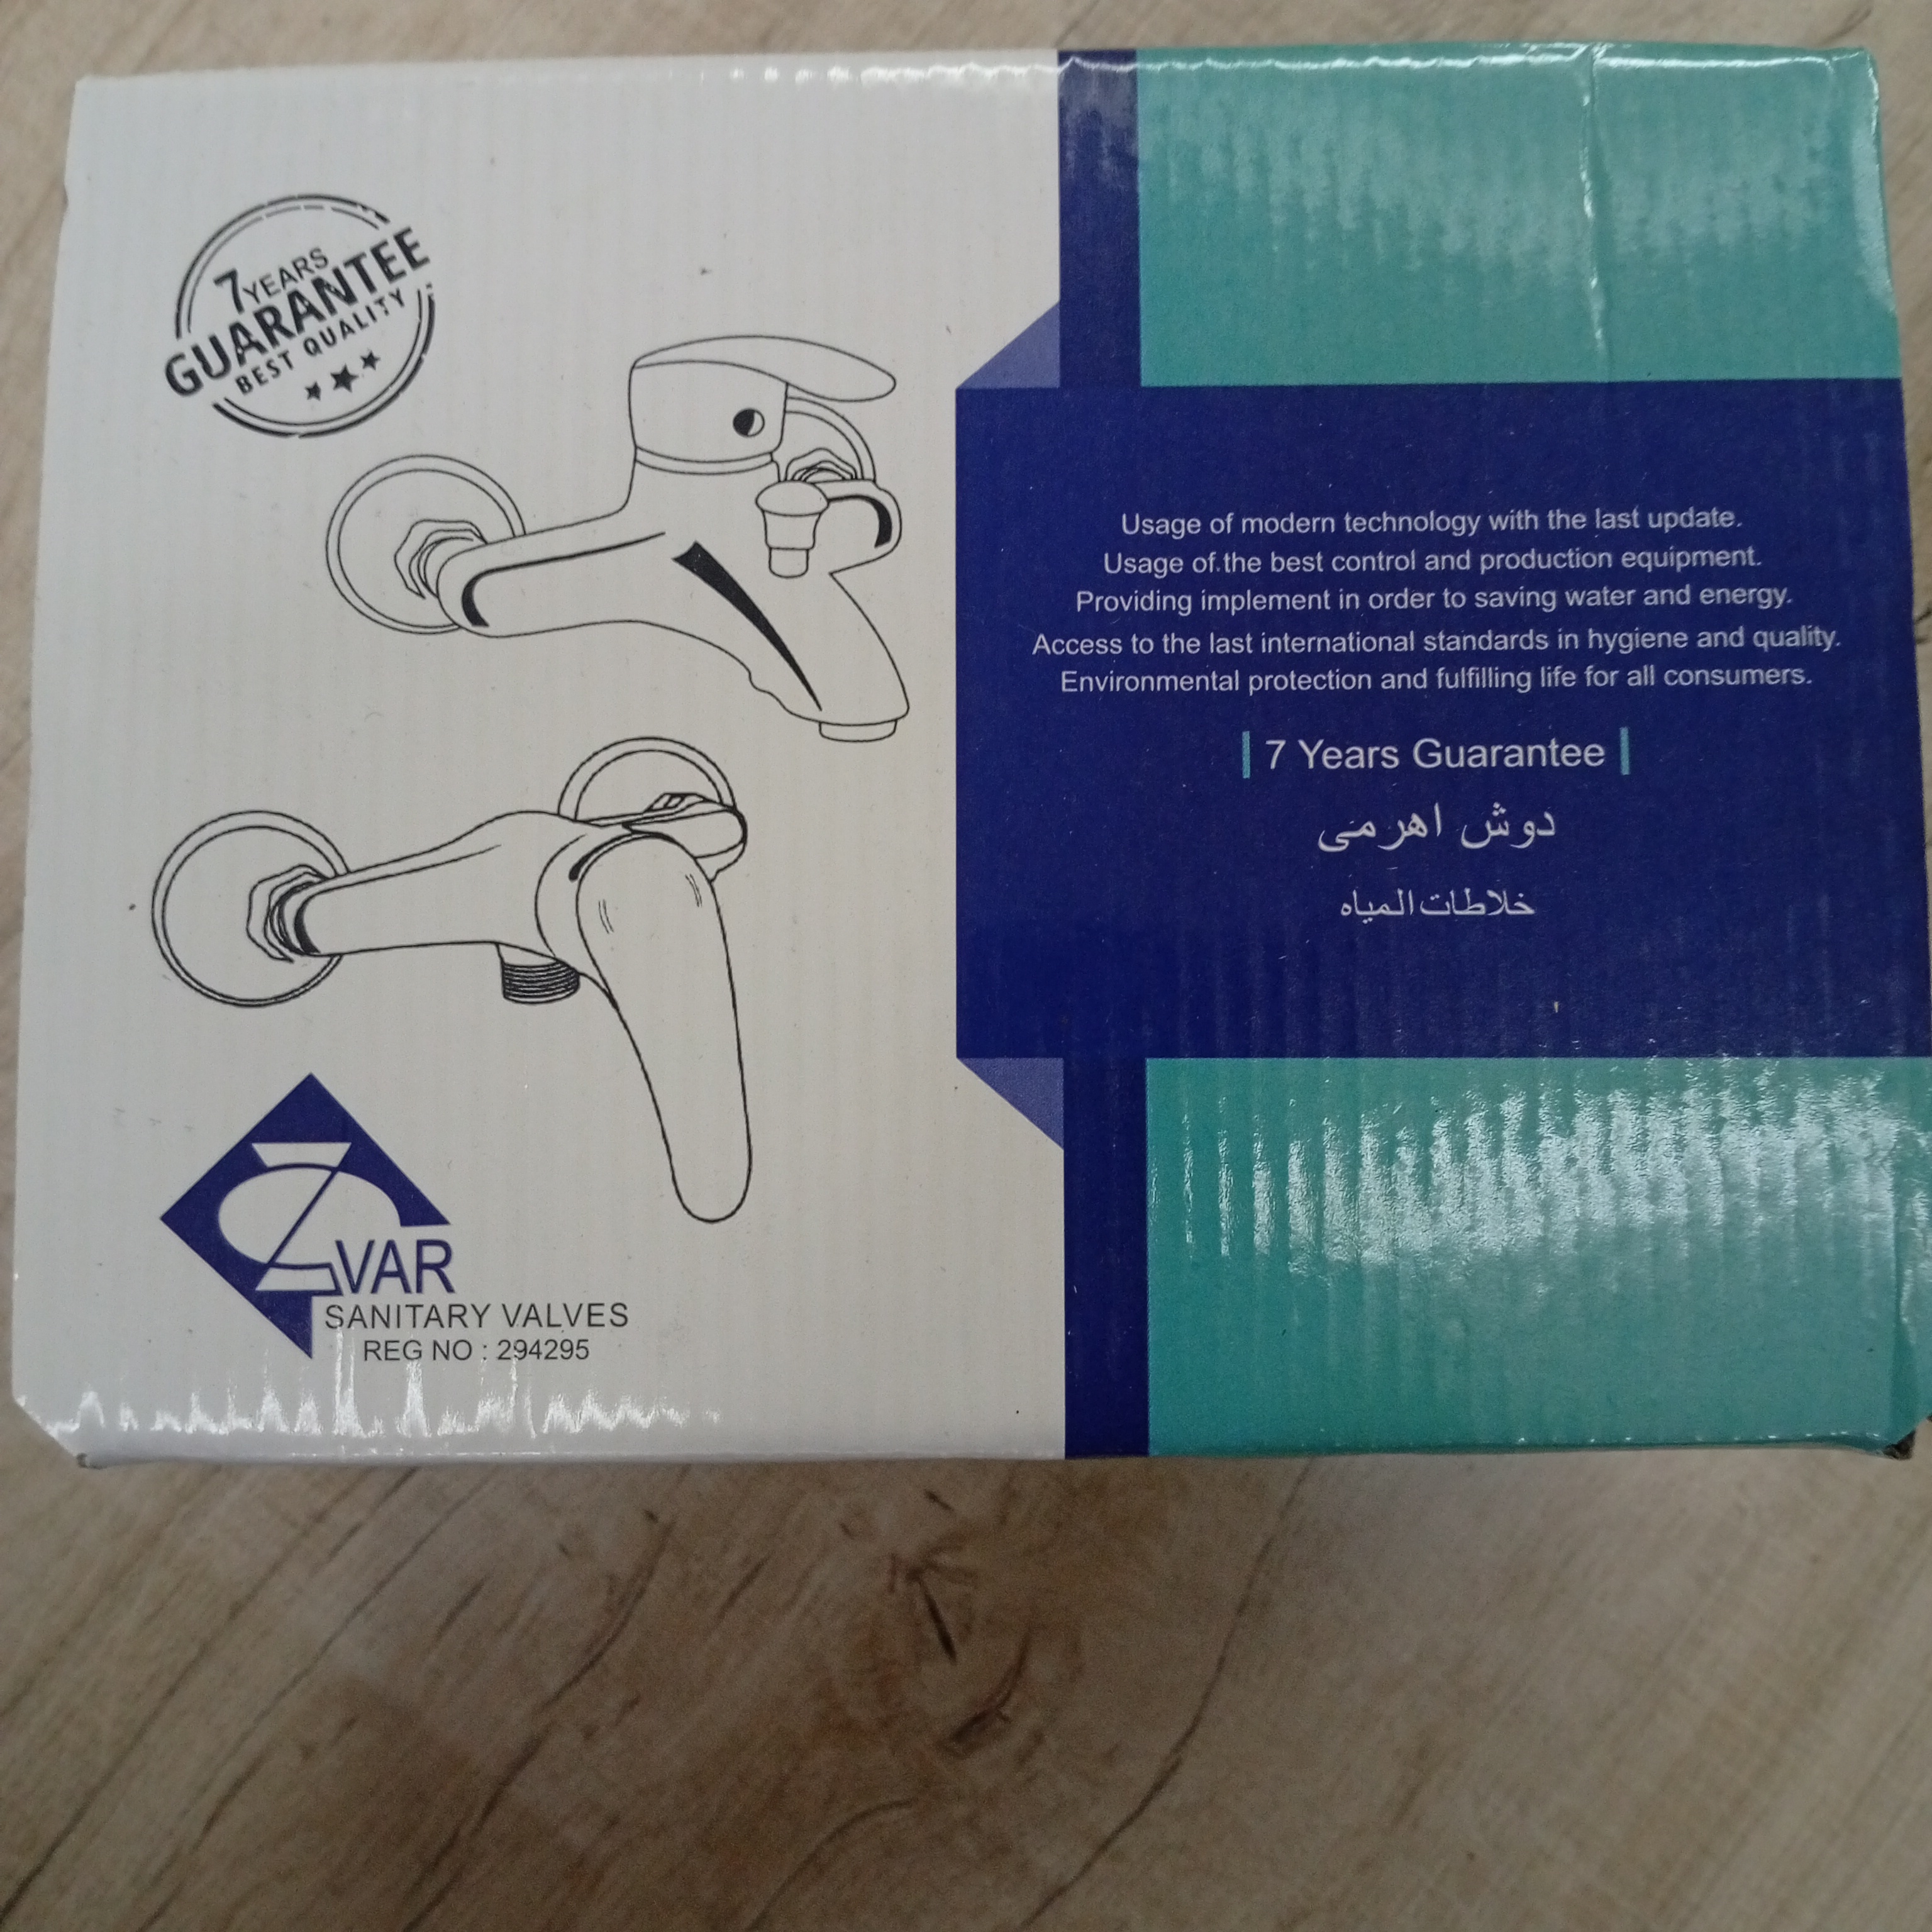 7 YEARS
GUARANTEE
BEST QUALITY
VAR
SANITARY VALVES
REG NO : 294295
Usage of modern technology with the last update.
Usage of the best control and production equipment.
Providing implement in order to saving water and energy.
Access to the last international standards in hygiene and quality.
Environmental protection and fulfilling life for all consumers.
7 Years Guarantee
دوش اهرمی
خلاطات المياه